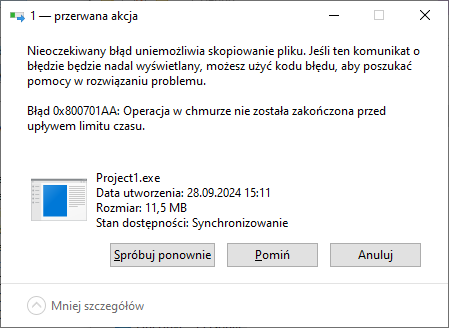 1 — przerwana akcja
Nieoczekiwany błąd uniemożliwia skopiowanie pliku. Jeśli ten komunikat o
błędzie będzie nadal wyświetlany, możesz użyć kodu błędu, aby poszukać
pomocy w rozwiązaniu problemu.
Błąd 0x800701AA: Operacja w chmurze nie została zakończona przed
upływem limitu czasu.
Project1.exe
Data utworzenia: 28.09.2024 15:11
Rozmiar: 11,5 MB
Stan dostępności: Synchronizowanie
Spróbuj ponownie
Pomiń
Anuluj
Mniej szczegółów